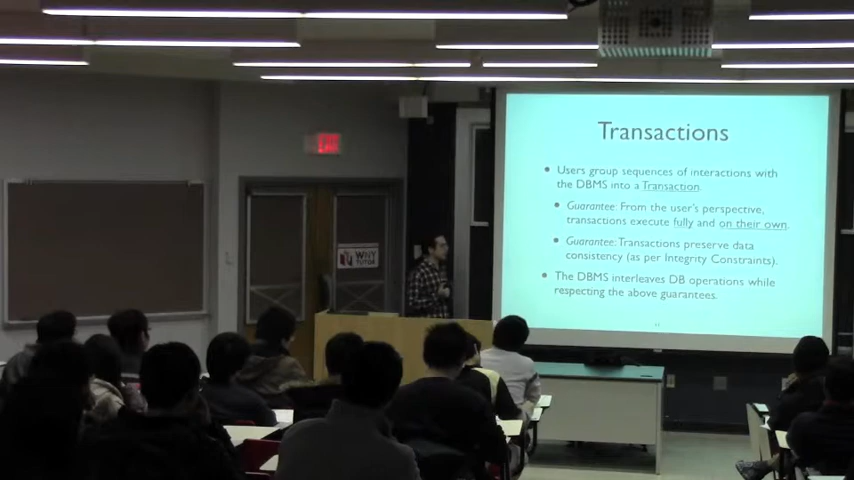 Transactions
• Users group sequences of interactions with
the DBMS into a Transaction.
• Guarantee: From the user's perspective,
transactions execute fully and on their own.
• Guarantee: Transactions preserve data
consistency (as per Integrity Constraints).
• The DBMS interleaves DB operations while
respecting the above guarantees.
WNY
TUTOR